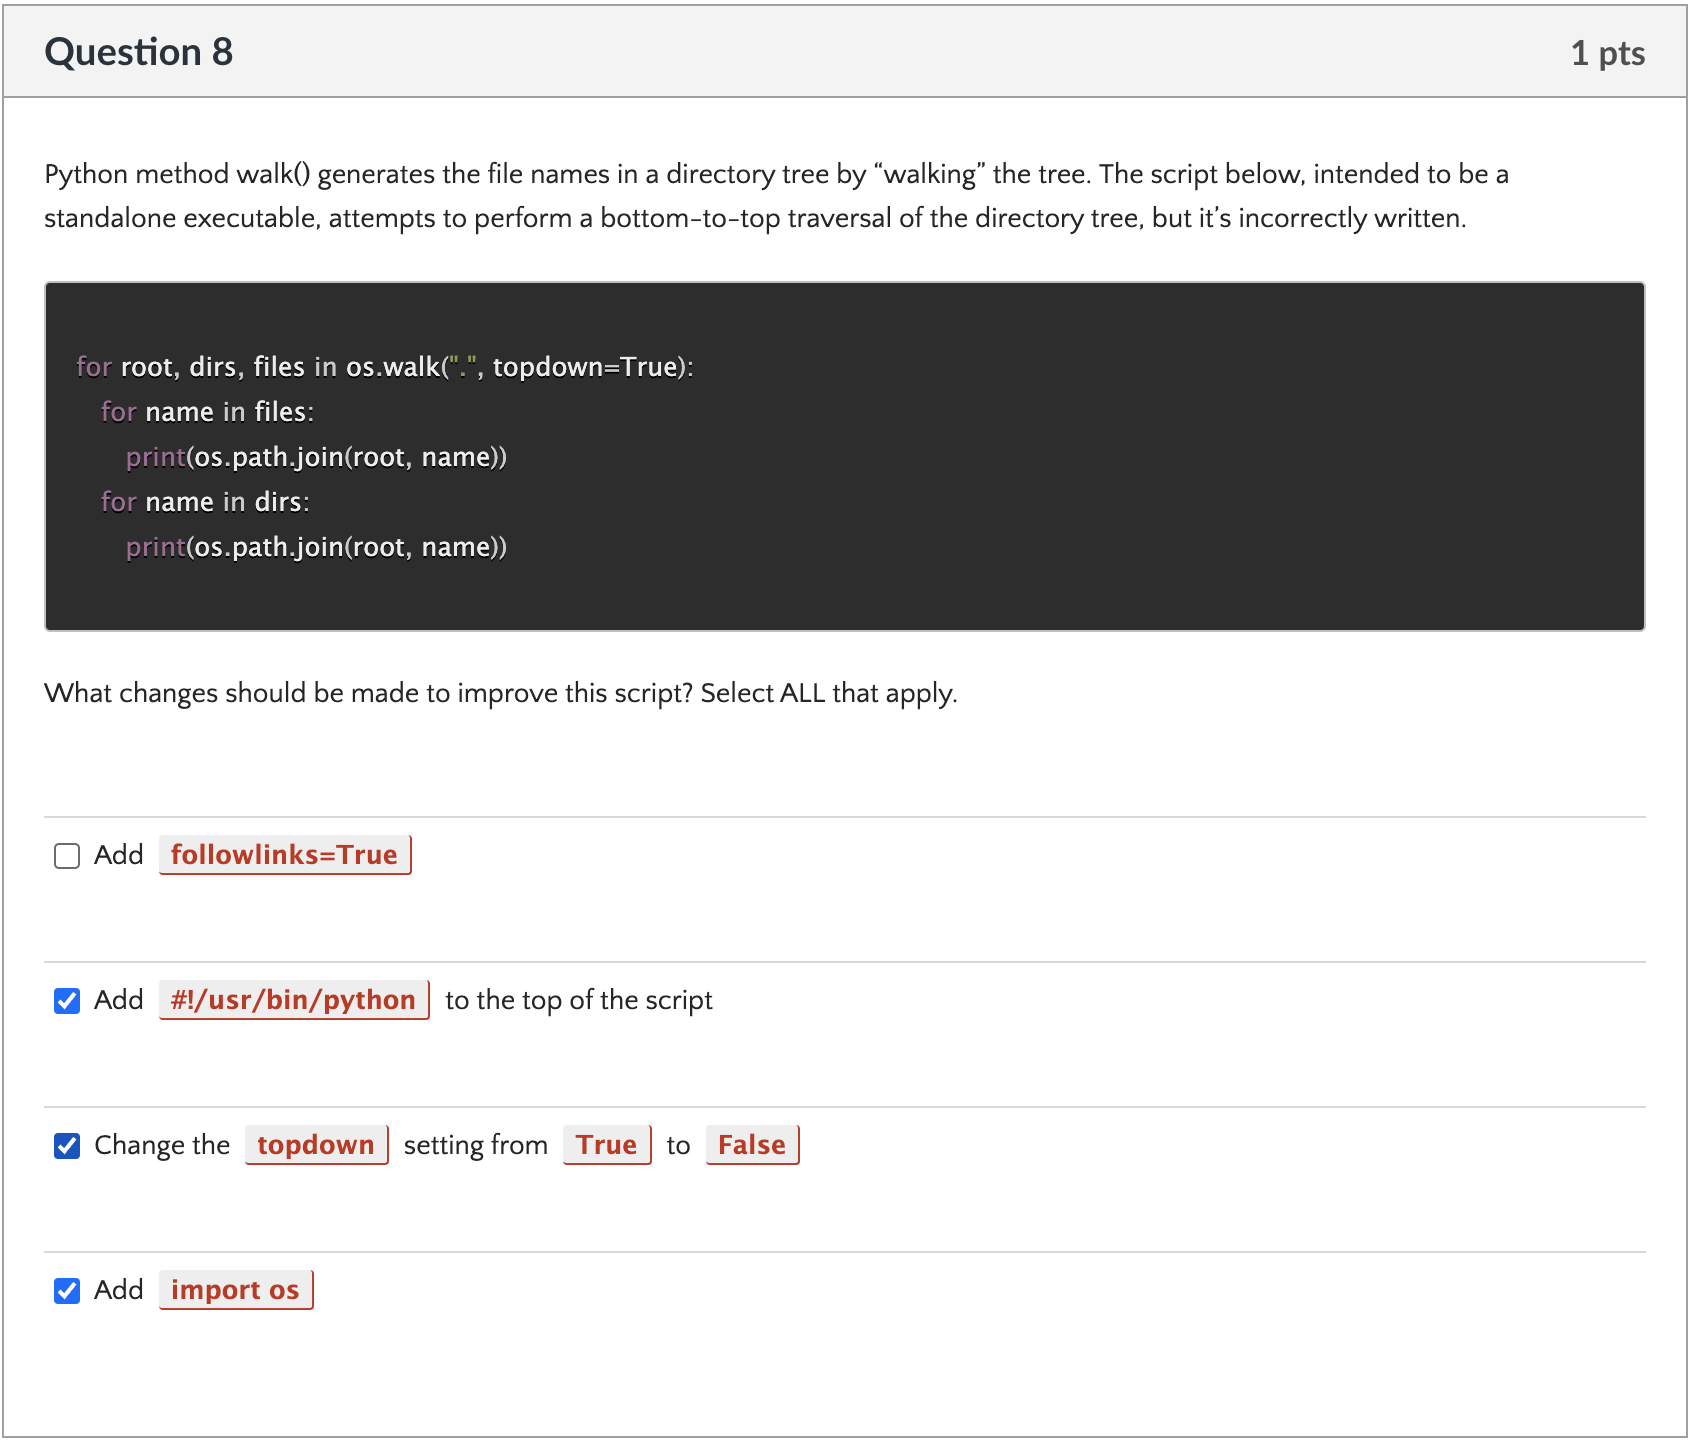 Question 8
1 pts
Python method walk() generates the file names in a directory tree by “walking” the tree. The script below, intended to be a
standalone executable, attempts to perform a bottom-to-top traversal of the directory tree, but it’s incorrectly written.
for root, dirs, files in os.walk(".", topdown=True):
  for name in files:
    print(os.path.join(root, name))
  for name in dirs:
    print(os.path.join(root, name))
What changes should be made to improve this script? Select ALL that apply.
Add followlinks=True
Add #!/usr/bin/python to the top of the script
Change the topdown setting from True to False
Add import os